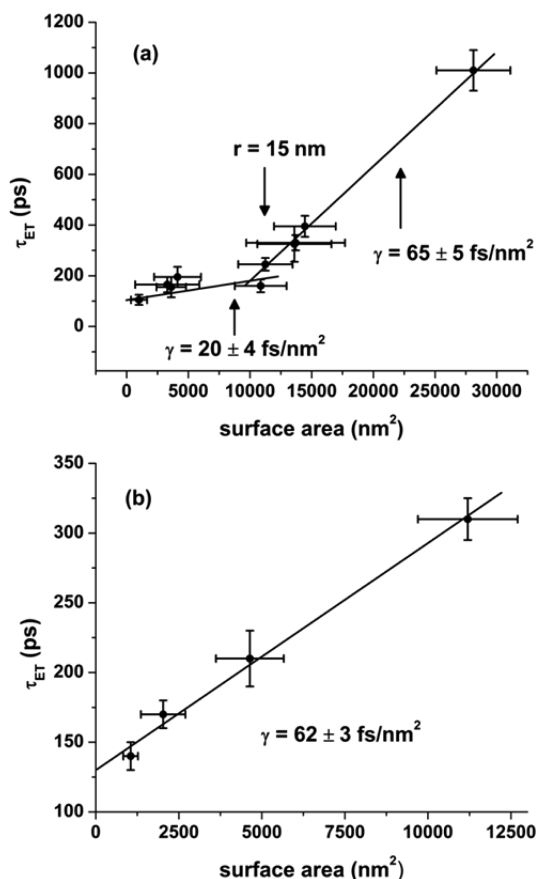 1200
1000
800
600
400
200
0
τET (ps)
(a)
r = 15 nm
γ = 65 ± 5 fs/nm²
γ = 20 ± 4 fs/nm²
0 5000 10000 15000 20000 25000 30000
surface area (nm²)
350
300
250
200
150
100
τET (ps)
(b)
γ = 62 ± 3 fs/nm²
0 2500 5000 7500 10000 12500
surface area (nm²)